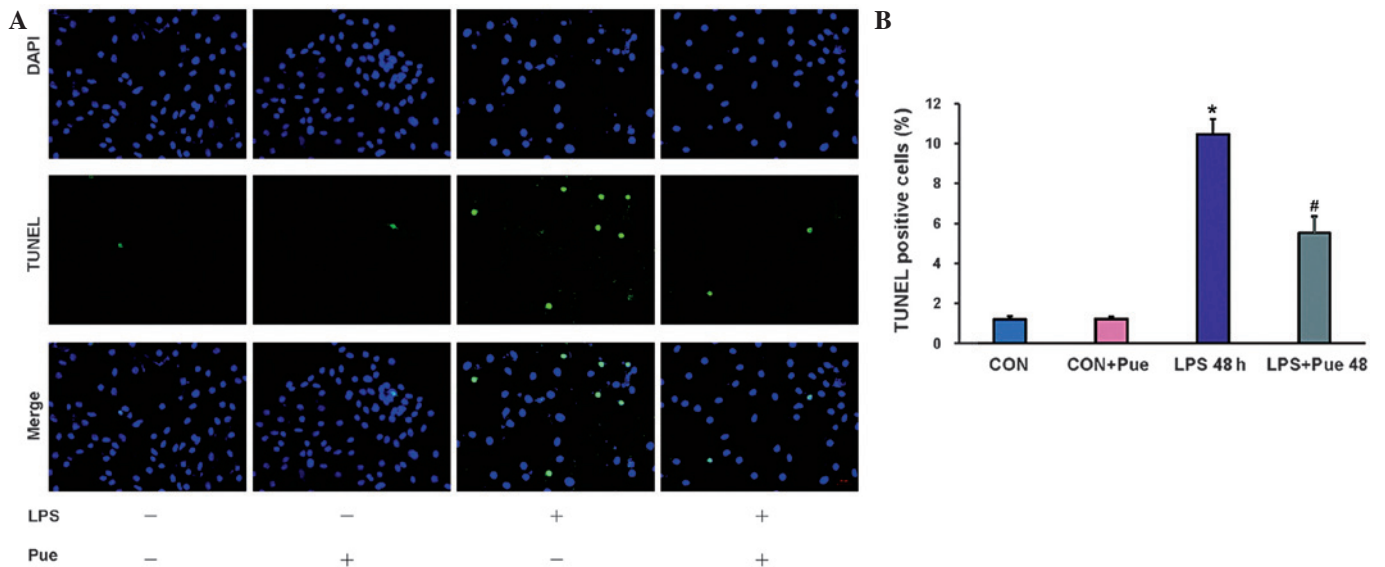 A
B
DAPI
TUNEL
Merge
LPS − − + +
Pue − + − +
TUNEL positive cells (%)
12
10
8
6
4
2
0
*
#
CON CON+Pue LPS 48 h LPS+Pue 48